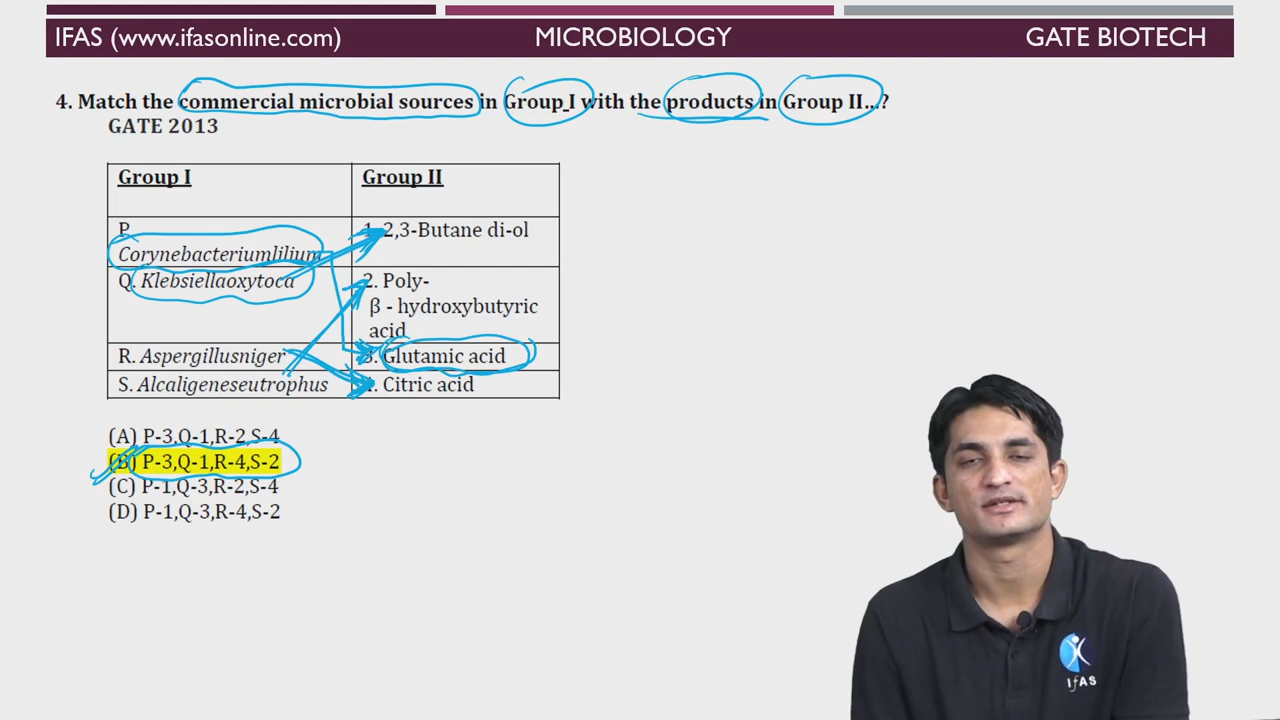 IFAS (www.ifasonline.com) MICROBIOLOGY GATE BIOTECH
4. Match the commercial microbial sources in Group_I with the products in Group II...?
GATE 2013
Group I Group II
P. 1. 2,3-Butane di-ol
Corynebacteriumlilium
Q. Klebsiellaoxytoca 2. Poly-
β - hydroxybutyric
acid
R. Aspergillusniger 3. Glutamic acid
S. Alcaligeneseutrophus 4. Citric acid
(A) P-3,Q-1,R-2,S-4
(B) P-3,Q-1,R-4,S-2
(C) P-1,Q-3,R-2,S-4
(D) P-1,Q-3,R-4,S-2
IfAS